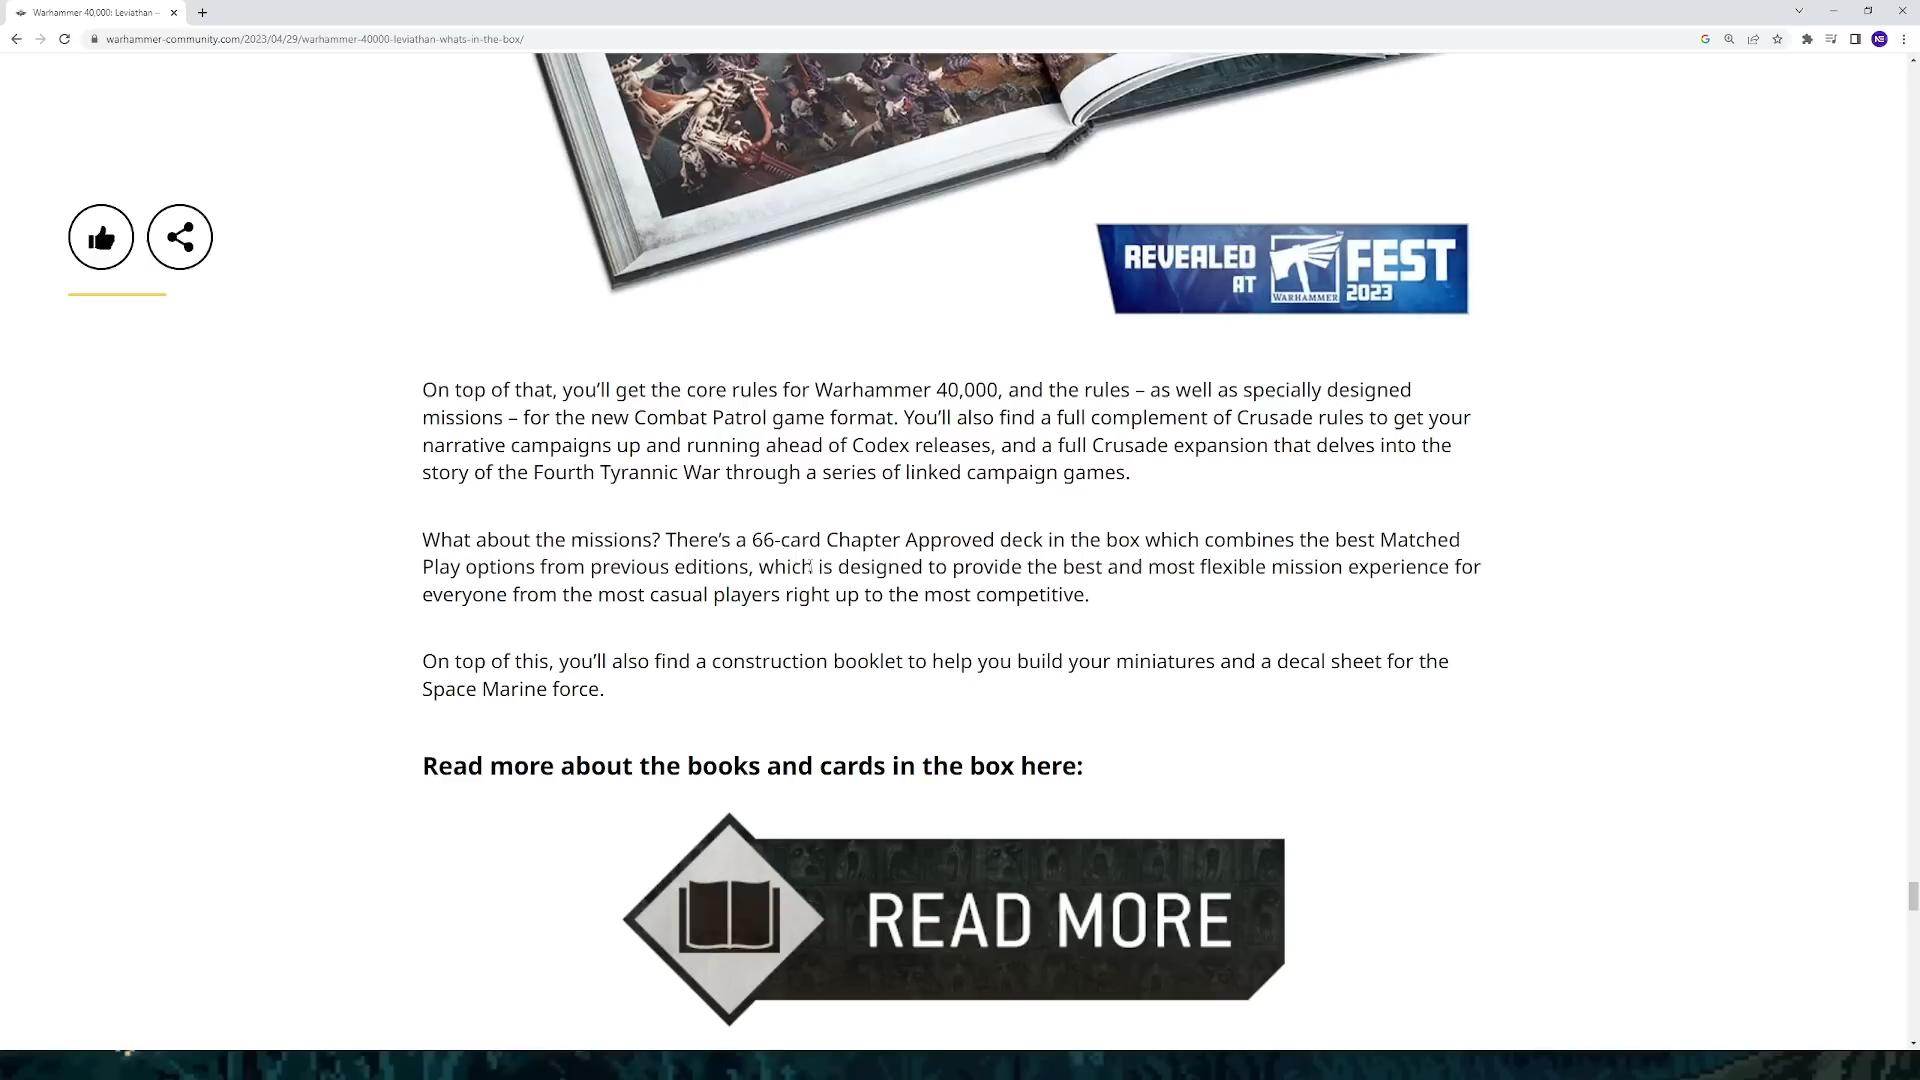 Warhammer 40,000: Leviathan –
warhammer-community.com/2023/04/29/warhammer-40000-leviathan-whats-in-the-box/
NE
REVEALED
AT
WARHAMMER
FEST
2023
On top of that, you’ll get the core rules for Warhammer 40,000, and the rules – as well as specially designed
missions – for the new Combat Patrol game format. You’ll also find a full complement of Crusade rules to get your
narrative campaigns up and running ahead of Codex releases, and a full Crusade expansion that delves into the
story of the Fourth Tyrannic War through a series of linked campaign games.
What about the missions? There’s a 66-card Chapter Approved deck in the box which combines the best Matched
Play options from previous editions, which is designed to provide the best and most flexible mission experience for
everyone from the most casual players right up to the most competitive.
On top of this, you’ll also find a construction booklet to help you build your miniatures and a decal sheet for the
Space Marine force.
Read more about the books and cards in the box here:
READ MORE